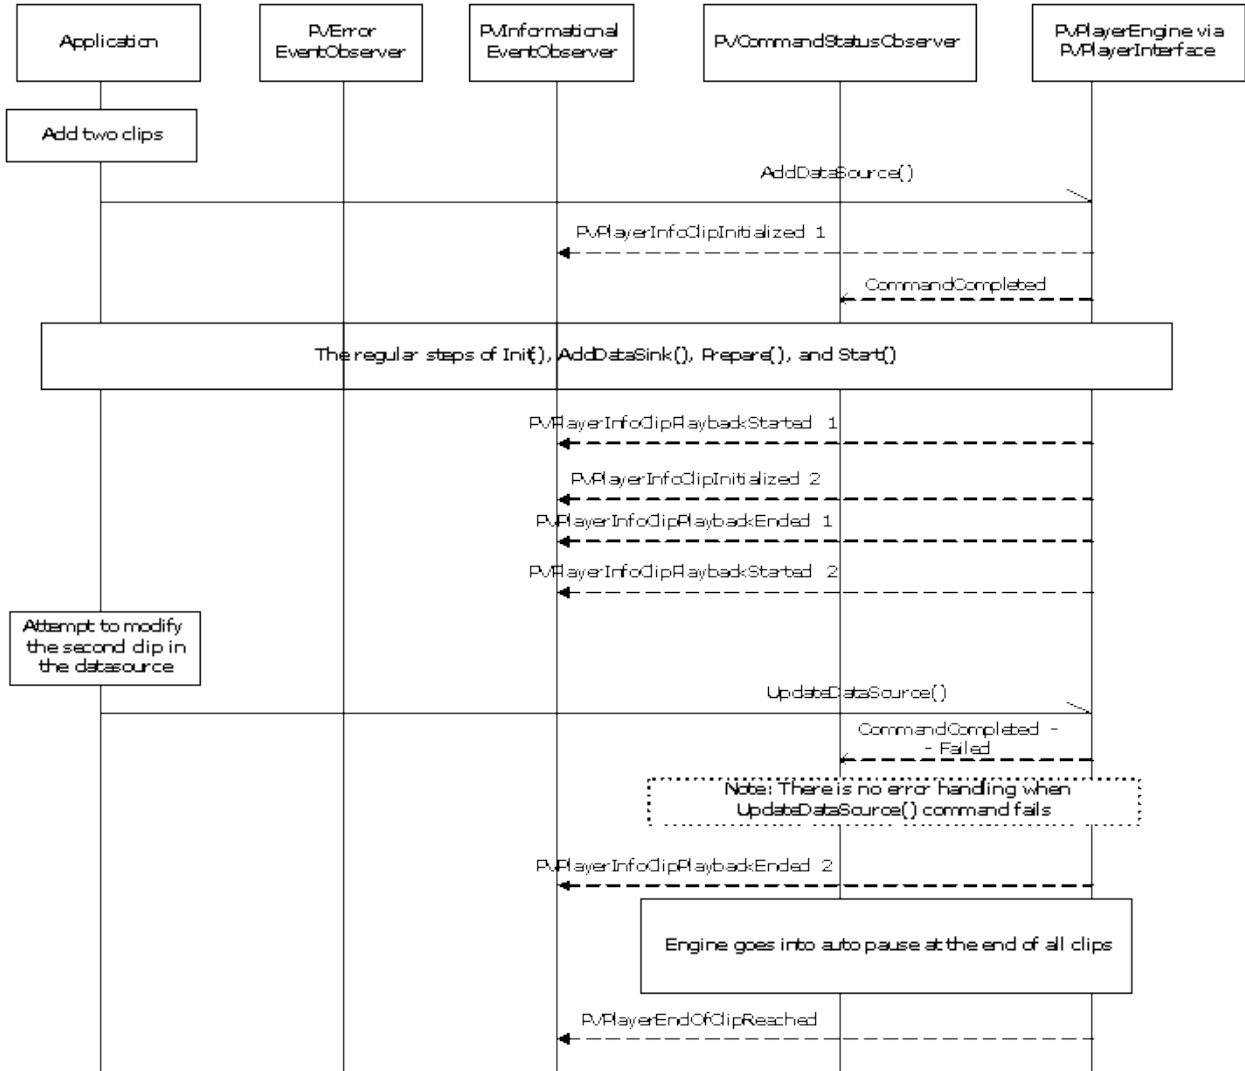 Application
PVError
EventObserver
PVInformational
EventObserver
PVCommandStatusObserver
PVPlayerEngine via
PVPlayerInterface
Add two clips
AddDataSource()
PVPlayerInfoClipInitialized 1
CommandCompleted
The regular steps of Init(), AddDataSink(), Prepare(), and Start()
PVPlayerInfoClipPlaybackStarted 1
PVPlayerInfoClipInitialized 2
PVPlayerInfoClipPlaybackEnded 1
PVPlayerInfoClipPlaybackStarted 2
Attempt to modify
the second clip in
the datasource
UpdateDataSource()
CommandCompleted -
- Failed
Note: There is no error handling when
UpdateDataSource() command fails
PVPlayerInfoClipPlaybackEnded 2
Engine goes into auto pause at the end of all clips
PVPlayerEndOfClipReached